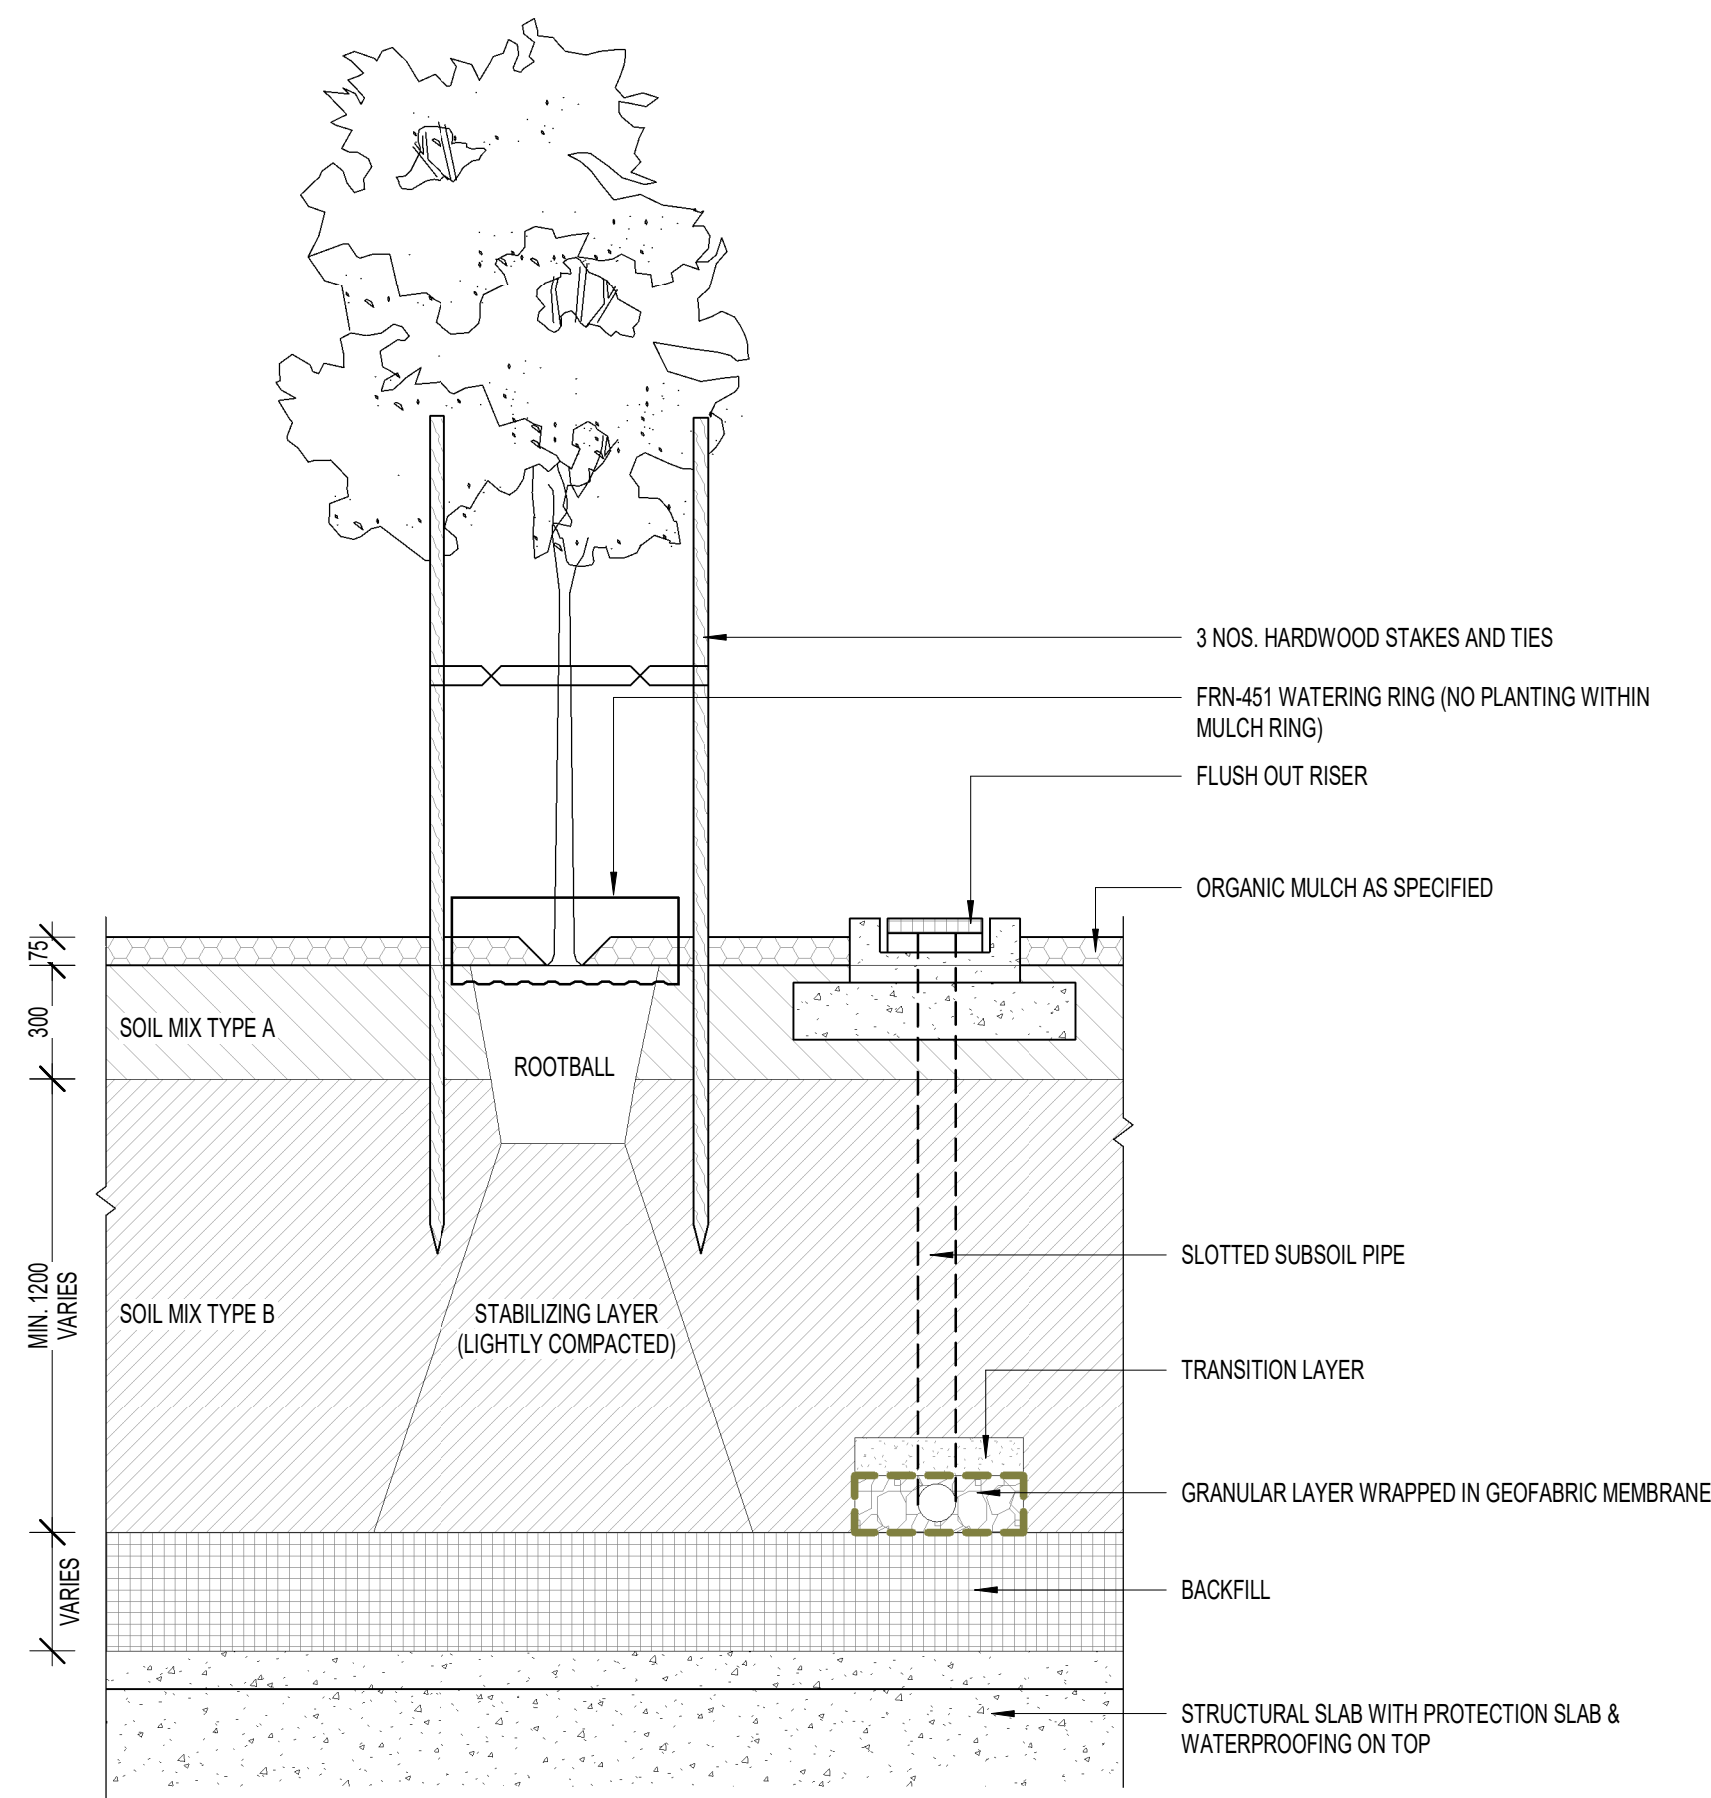 3 NOS. HARDWOOD STAKES AND TIES
FRN-451 WATERING RING (NO PLANTING WITHIN
MULCH RING)
FLUSH OUT RISER
ORGANIC MULCH AS SPECIFIED
75
300
SOIL MIX TYPE A
ROOTBALL
SLOTTED SUBSOIL PIPE
MIN. 1200
VARIES
SOIL MIX TYPE B
STABILIZING LAYER
(LIGHTLY COMPACTED)
TRANSITION LAYER
GRANULAR LAYER WRAPPED IN GEOFABRIC MEMBRANE
VARIES
BACKFILL
STRUCTURAL SLAB WITH PROTECTION SLAB &
WATERPROOFING ON TOP